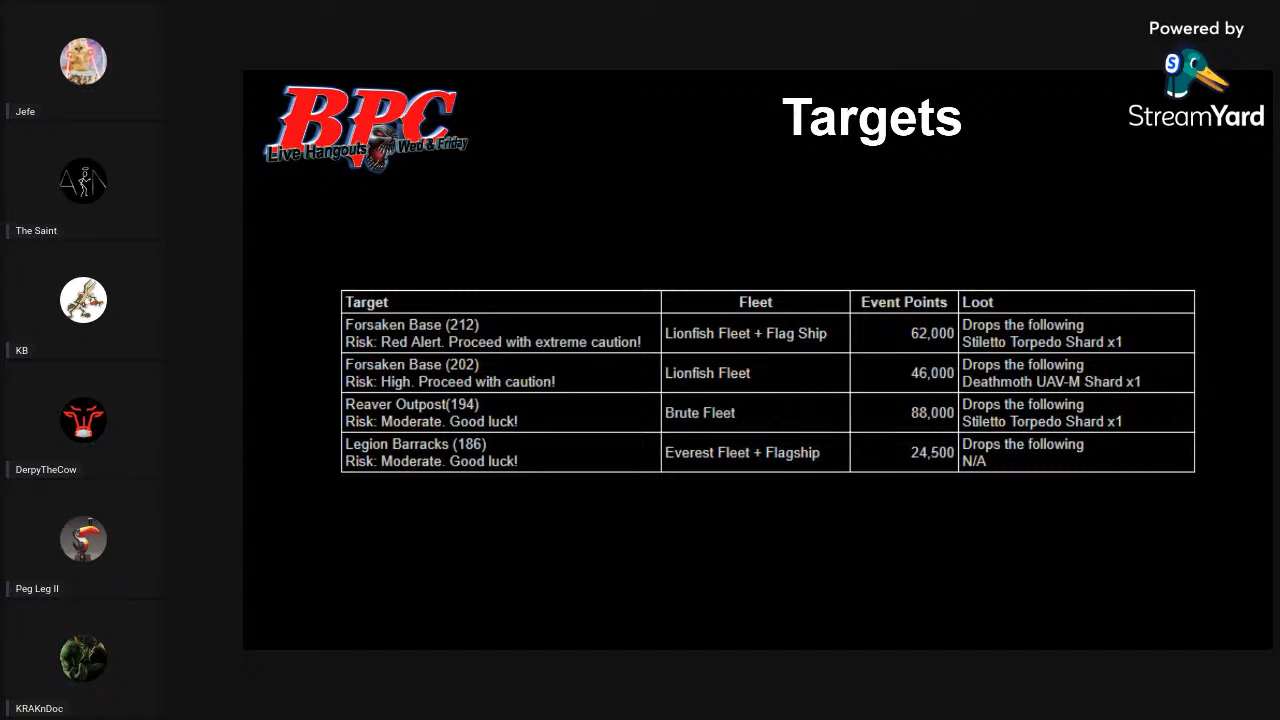 Jefe
The Saint
KB
DerpyTheCow
Peg Leg II
KRAKnDoc
Powered by
S
StreamYard
BPC
Live Hangouts Wed & Friday
Targets
Target Fleet Event Points Loot
Forsaken Base (212)
Risk: Red Alert. Proceed with extreme caution!
Lionfish Fleet + Flag Ship
62,000
Drops the following
Stiletto Torpedo Shard x1
Forsaken Base (202)
Risk: High. Proceed with caution!
Lionfish Fleet
46,000
Drops the following
Deathmoth UAV-M Shard x1
Reaver Outpost(194)
Risk: Moderate. Good luck!
Brute Fleet
88,000
Drops the following
Stiletto Torpedo Shard x1
Legion Barracks (186)
Risk: Moderate. Good luck!
Everest Fleet + Flagship
24,500
Drops the following
N/A